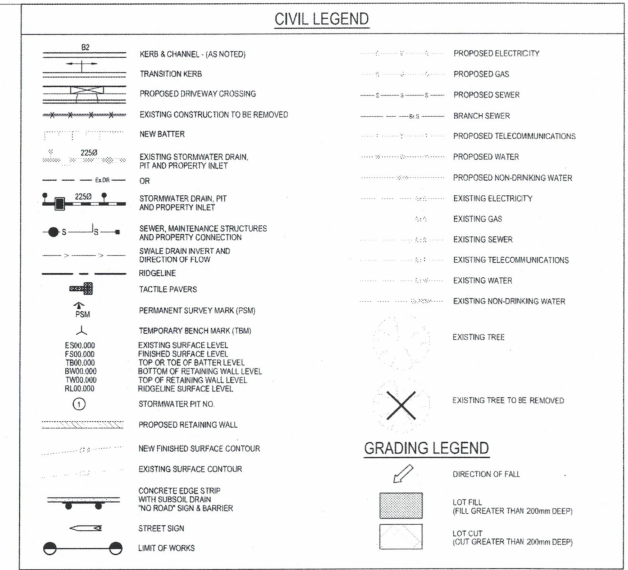 CIVIL LEGEND
B2
KERB & CHANNEL - (AS NOTED)
TRANSITION KERB
PROPOSED DRIVEWAY CROSSING
EXISTING CONSTRUCTION TO BE REMOVED
NEW BATTER
225Ø
EXISTING STORMWATER DRAIN,
PIT AND PROPERTY INLET
Ex.DR
OR
225Ø
STORMWATER DRAIN, PIT
AND PROPERTY INLET
S S
SEWER, MAINTENANCE STRUCTURES
AND PROPERTY CONNECTION
SWALE DRAIN INVERT AND
DIRECTION OF FLOW
RIDGELINE
TACTILE PAVERS
PSM
PERMANENT SURVEY MARK (PSM)
TEMPORARY BENCH MARK (TBM)
ES00.000 EXISTING SURFACE LEVEL
FS00.000 FINISHED SURFACE LEVEL
TB00.000 TOP OR TOE OF BATTER LEVEL
BW00.000 BOTTOM OF RETAINING WALL LEVEL
TW00.000 TOP OF RETAINING WALL LEVEL
RL00.000 RIDGELINE SURFACE LEVEL
1 STORMWATER PIT NO.
PROPOSED RETAINING WALL
NEW FINISHED SURFACE CONTOUR
EXISTING SURFACE CONTOUR
CONCRETE EDGE STRIP
WITH SUBSOIL DRAIN
"NO ROAD" SIGN & BARRIER
STREET SIGN
LIMIT OF WORKS
PROPOSED ELECTRICITY
PROPOSED GAS
S S S PROPOSED SEWER
BRANCH SEWER
PROPOSED TELECOMMUNICATIONS
PROPOSED WATER
PROPOSED NON-DRINKING WATER
EXISTING ELECTRICITY
EXISTING GAS
EXISTING SEWER
EXISTING TELECOMMUNICATIONS
EXISTING WATER
EXISTING NON-DRINKING WATER
EXISTING TREE
EXISTING TREE TO BE REMOVED
GRADING LEGEND
DIRECTION OF FALL
LOT FILL
(FILL GREATER THAN 200mm DEEP)
LOT CUT
(CUT GREATER THAN 200mm DEEP)